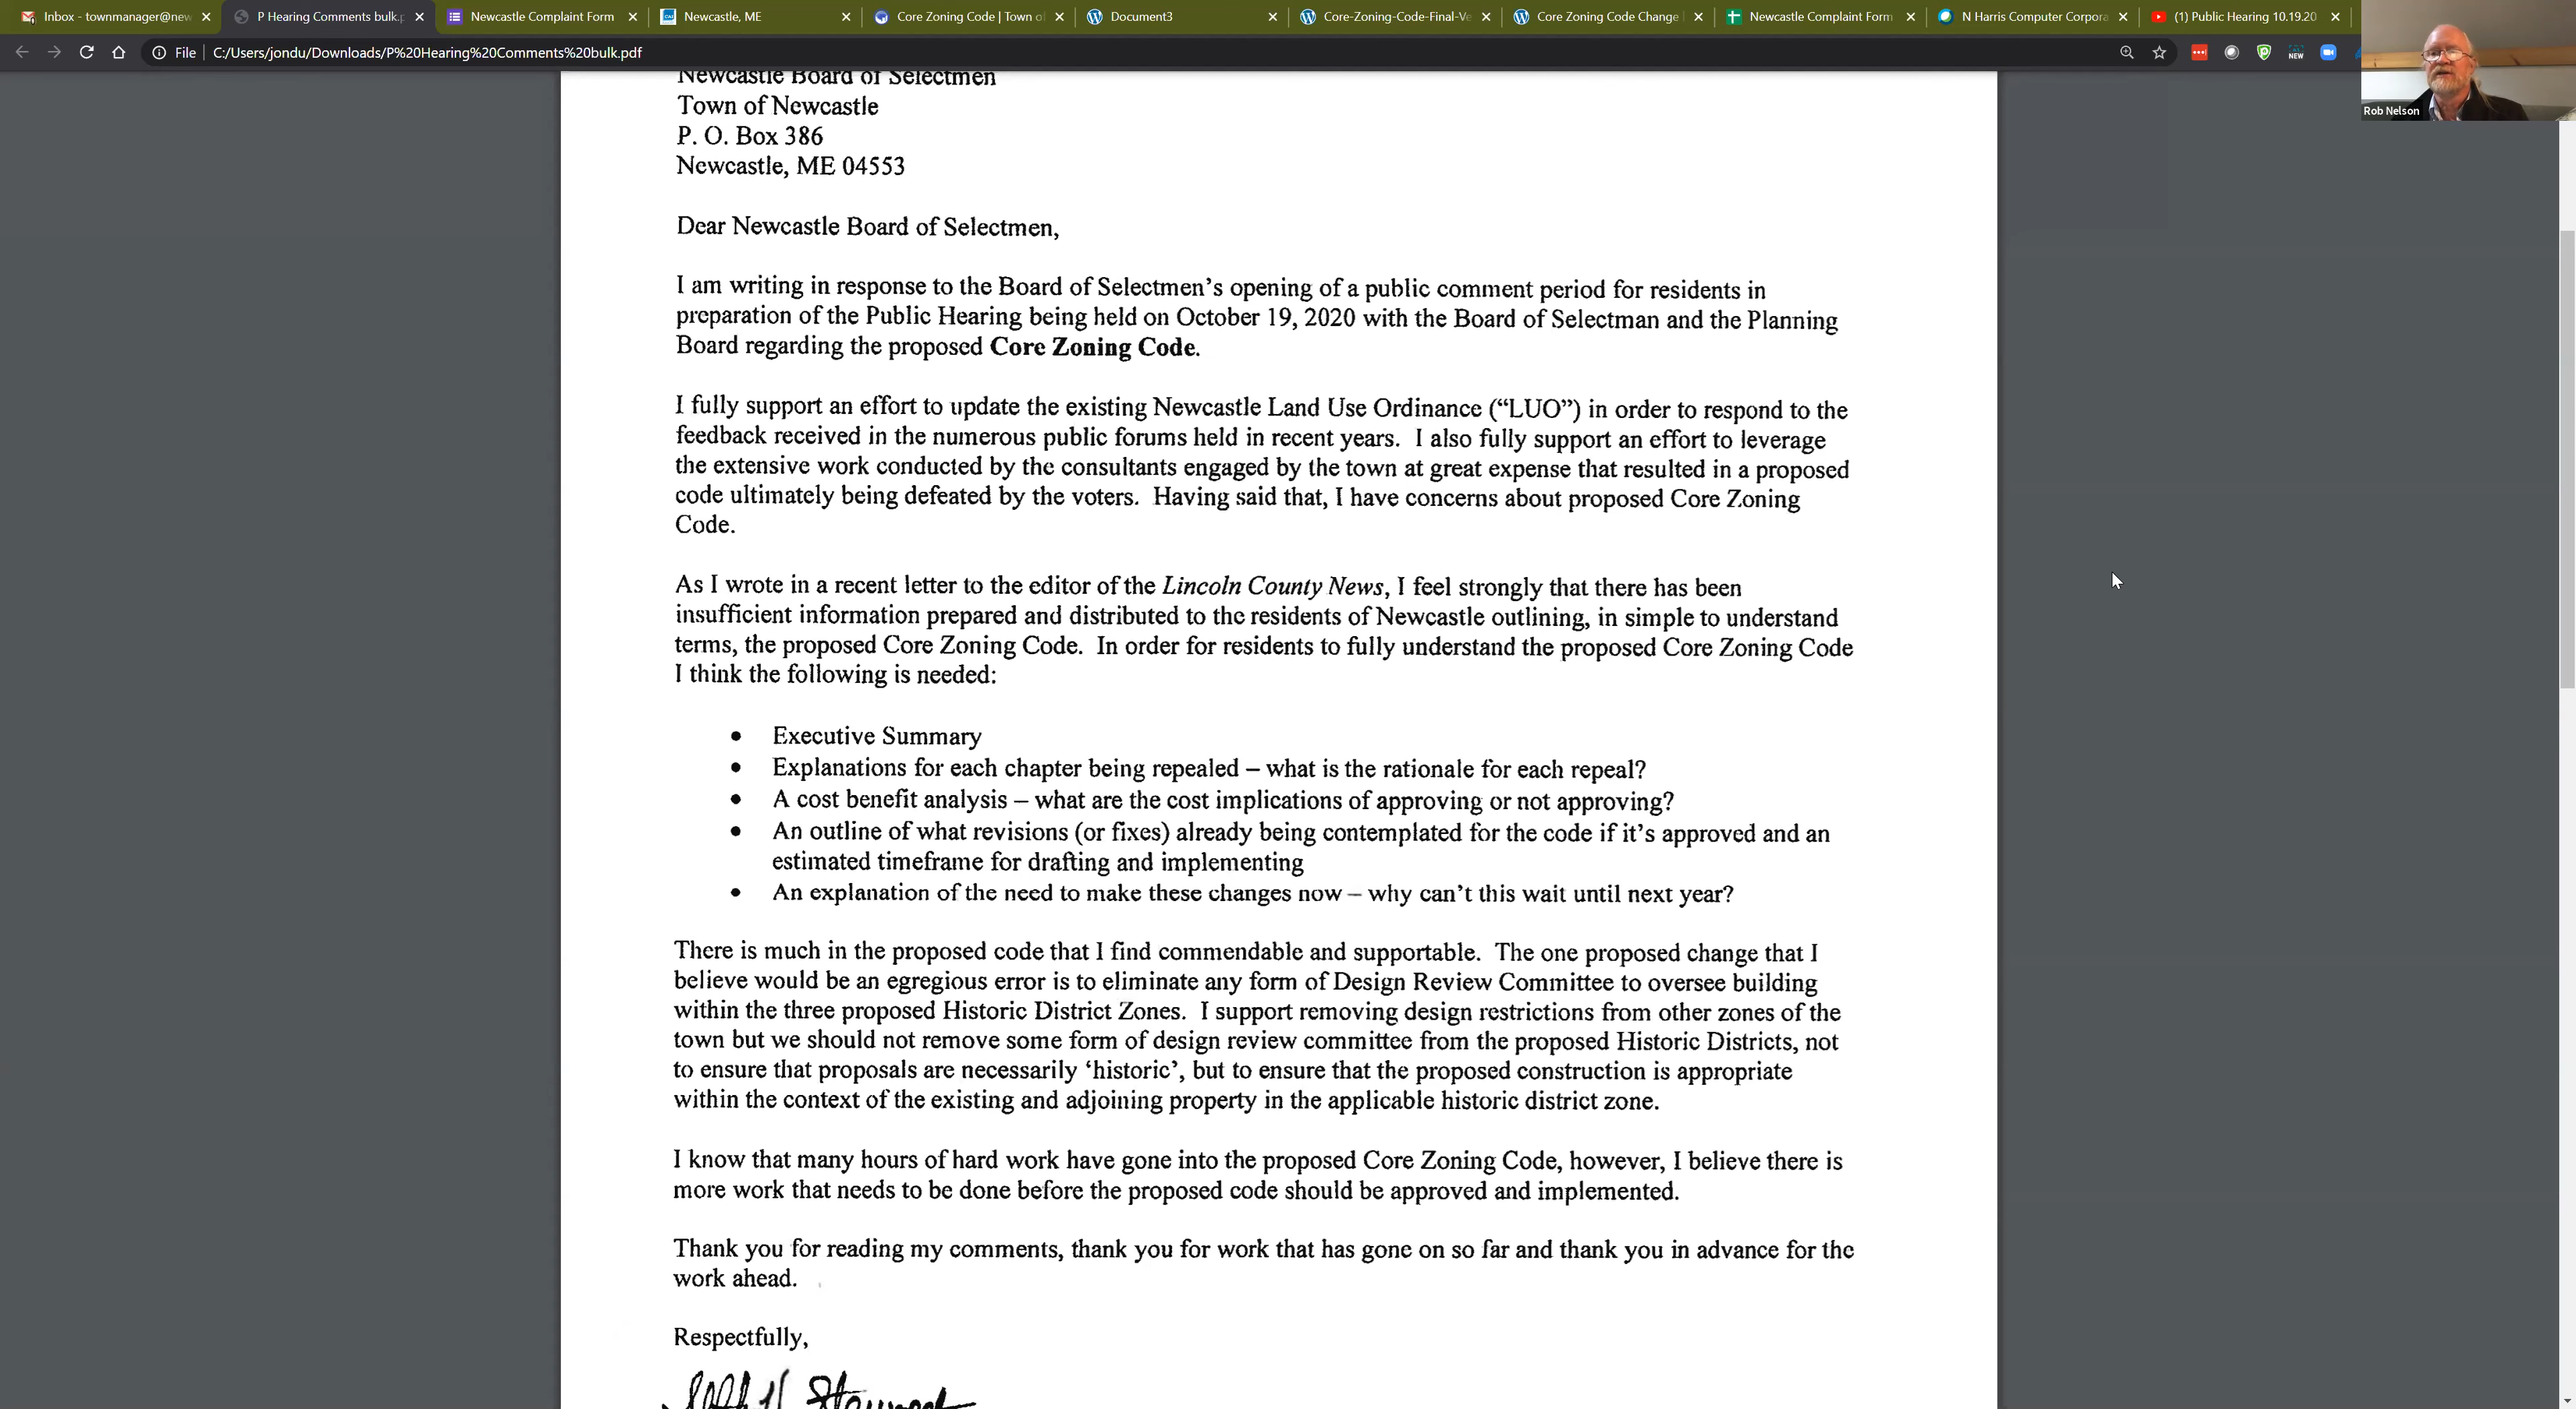 Inbox - townmanager@new
P Hearing Comments bulk.p
Newcastle Complaint Form
Newcastle, ME
Core Zoning Code | Town of
Document3
Core-Zoning-Code-Final-Ve
Core Zoning Code Change
Newcastle Complaint Form
N Harris Computer Corpora
(1) Public Hearing 10.19.20
File
C:/Users/jondu/Downloads/P%20Hearing%20Comments%20bulk.pdf
NEW
Rob Nelson
Newcastle Board of Selectmen
Town of Newcastle
P. O. Box 386
Newcastle, ME 04553
Dear Newcastle Board of Selectmen,
I am writing in response to the Board of Selectmen's opening of a public comment period for residents in
preparation of the Public Hearing being held on October 19, 2020 with the Board of Selectman and the Planning
Board regarding the proposed Core Zoning Code.
I fully support an effort to update the existing Newcastle Land Use Ordinance (“LUO”) in order to respond to the
feedback received in the numerous public forums held in recent years. I also fully support an effort to leverage
the extensive work conducted by the consultants engaged by the town at great expense that resulted in a proposed
code ultimately being defeated by the voters. Having said that, I have concerns about proposed Core Zoning
Code.
As I wrote in a recent letter to the editor of the Lincoln County News, I feel strongly that there has been
insufficient information prepared and distributed to the residents of Newcastle outlining, in simple to understand
terms, the proposed Core Zoning Code. In order for residents to fully understand the proposed Core Zoning Code
I think the following is needed:
• Executive Summary
• Explanations for each chapter being repealed – what is the rationale for each repeal?
• A cost benefit analysis – what are the cost implications of approving or not approving?
• An outline of what revisions (or fixes) already being contemplated for the code if it's approved and an
estimated timeframe for drafting and implementing
• An explanation of the need to make these changes now – why can't this wait until next year?
There is much in the proposed code that I find commendable and supportable. The one proposed change that I
believe would be an egregious error is to eliminate any form of Design Review Committee to oversee building
within the three proposed Historic District Zones. I support removing design restrictions from other zones of the
town but we should not remove some form of design review committee from the proposed Historic Districts, not
to ensure that proposals are necessarily ‘historic’, but to ensure that the proposed construction is appropriate
within the context of the existing and adjoining property in the applicable historic district zone.
I know that many hours of hard work have gone into the proposed Core Zoning Code, however, I believe there is
more work that needs to be done before the proposed code should be approved and implemented.
Thank you for reading my comments, thank you for work that has gone on so far and thank you in advance for the
work ahead.
Respectfully,